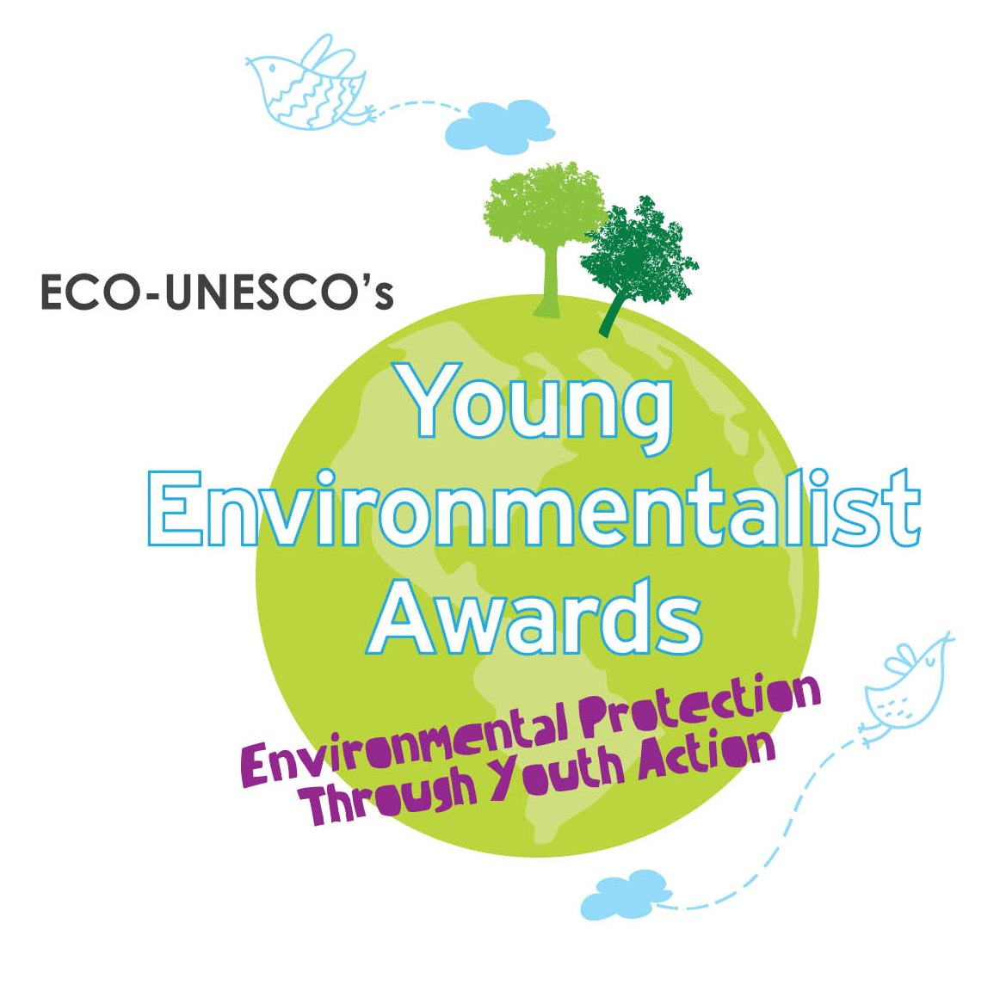 ECO-UNESCO’s
Young
Environmentalist
Awards
Environmental Protection
Through Youth Action